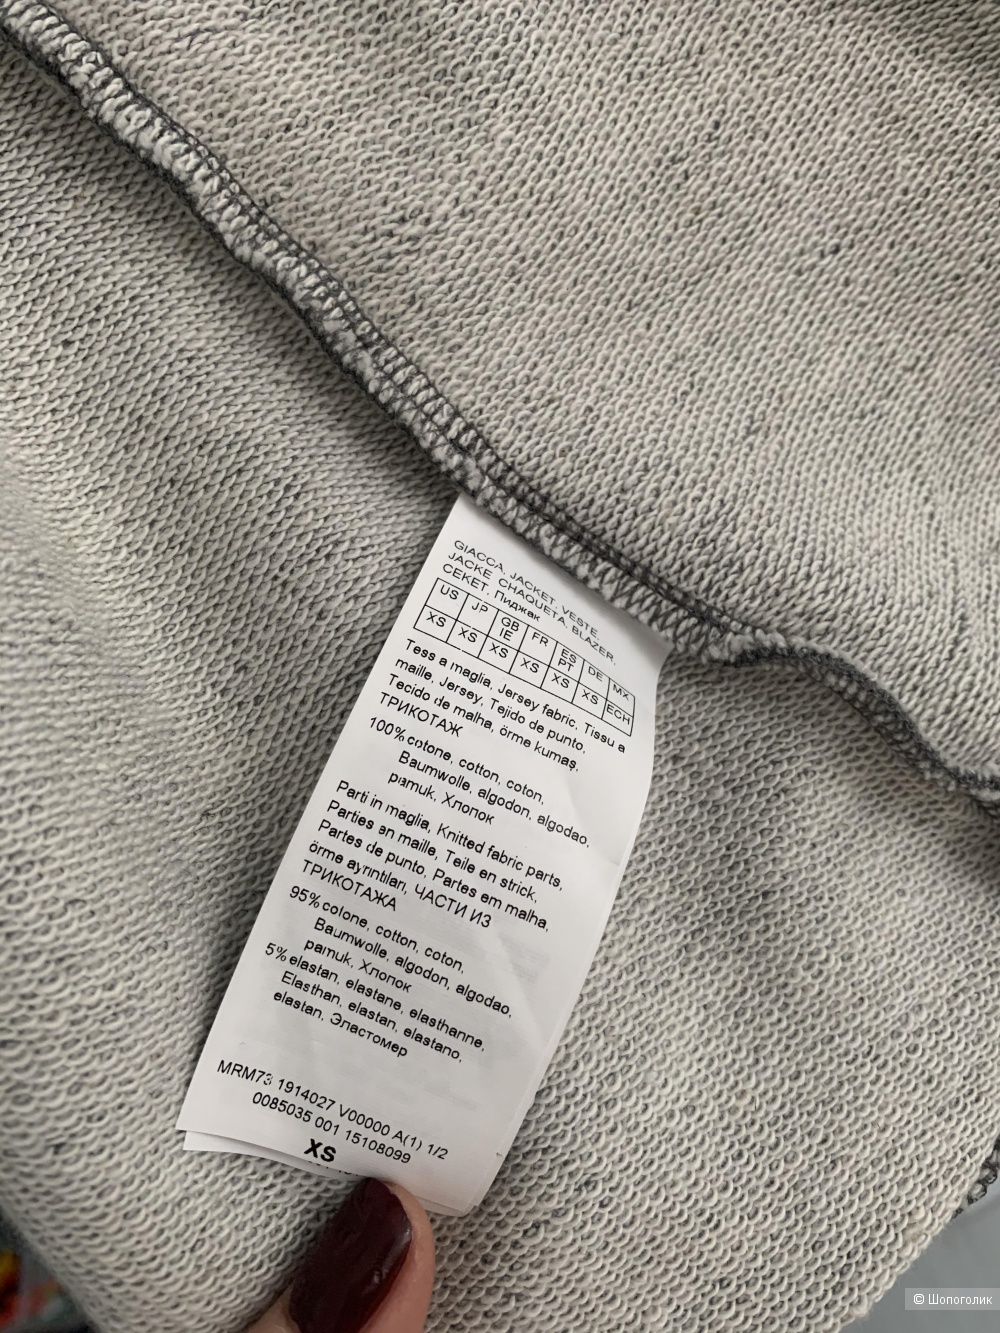 GIACCA, JACKET, VESTE,
JACKE, CHAQUETA, BLAZER,
CEKET, Пиджак
US JP GB IE FR ES PT DE MX
XS XS XS XS XS XS ECH
Tess a maglia, Jersey fabric, Tissu a
maille, Jersey, Tejido de punto,
Tecido de malha, örme kumaş,
ТРИКОТАЖ
100% cotone, cotton, coton,
Baumwolle, algodon, algodao,
pamuk, Хлопок
Parti in maglia, Knitted fabric parts,
Parties en maille, Teile en strick,
Partes de punto, Partes em malha,
örme ayrıntıları, ЧАСТИ ИЗ
ТРИКОТАЖА
95% cotone, cotton, coton,
Baumwolle, algodon, algodao,
pamuk, Хлопок
5% elastan, elastane, elasthanne,
Elasthan, elastan, elastano,
elastan, Эластомер
MRM73 1914027 V00000 A(1) 1/2
0085035 001 15108099
XS
© Шопоголик